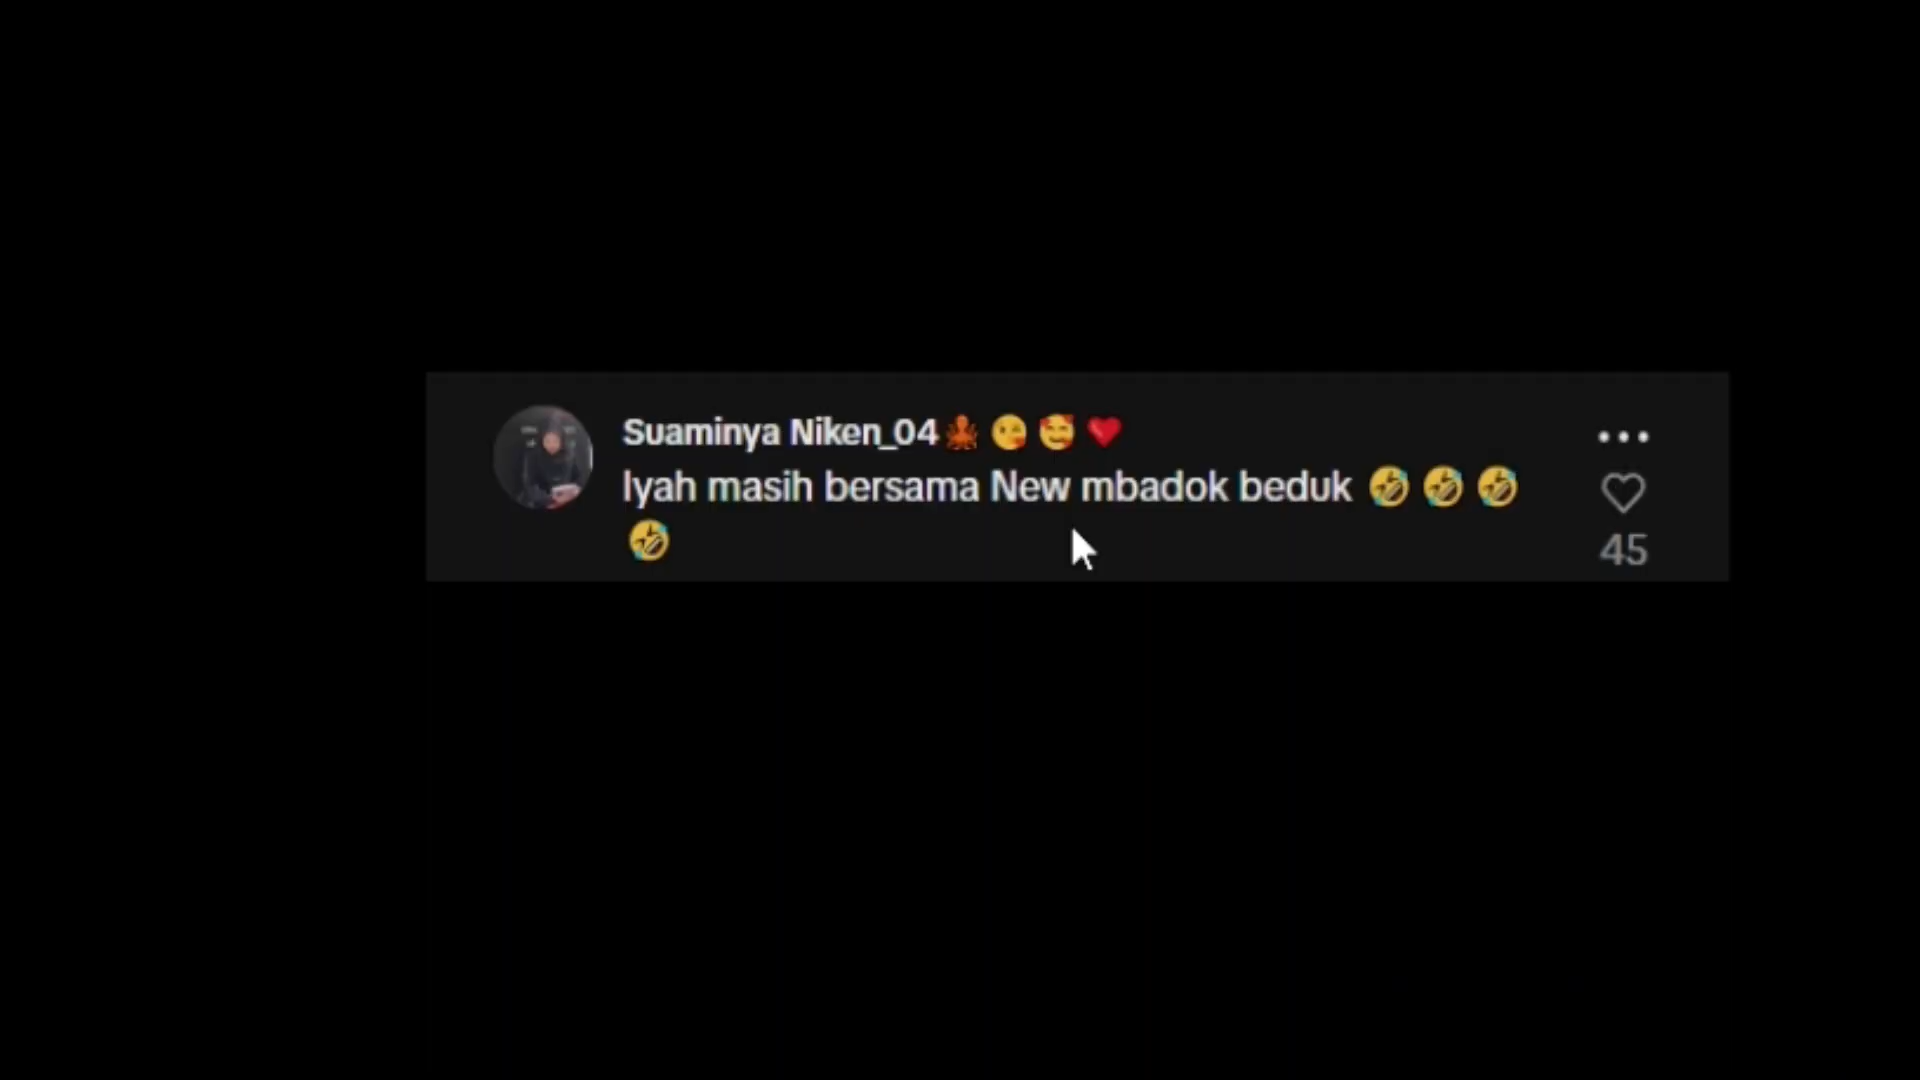 Suaminya Niken_04🐙😘🥰❤️
Iyah masih bersama New mbadok beduk 🤣🤣🤣
🤣
45